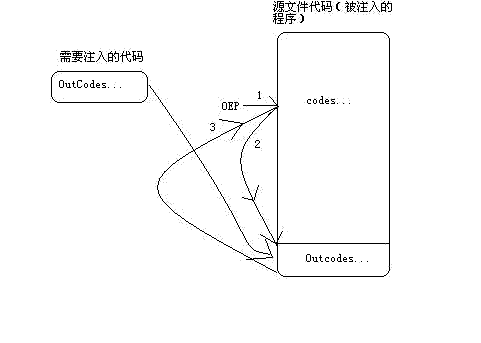 源文件代码(被注入的
程序)
需要注入的代码
OutCodes...
OEP
1
codes...
3
2
Outcodes...